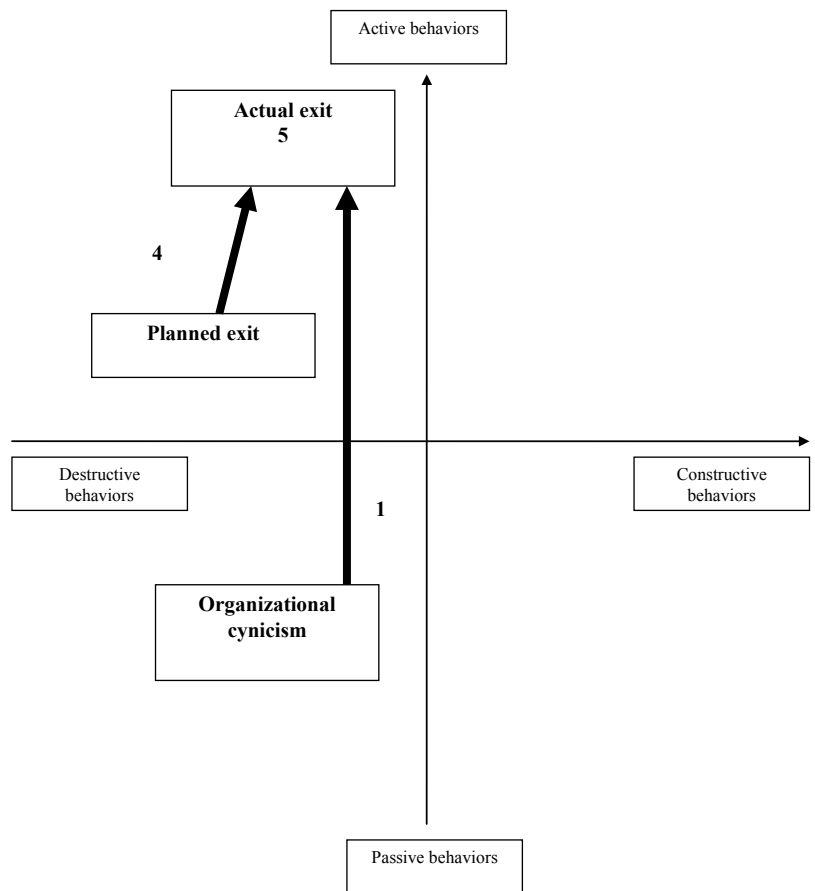 Active behaviors
Actual exit
5
4
Planned exit
Destructive
behaviors
Constructive
behaviors
1
Organizational
cynicism
Passive behaviors